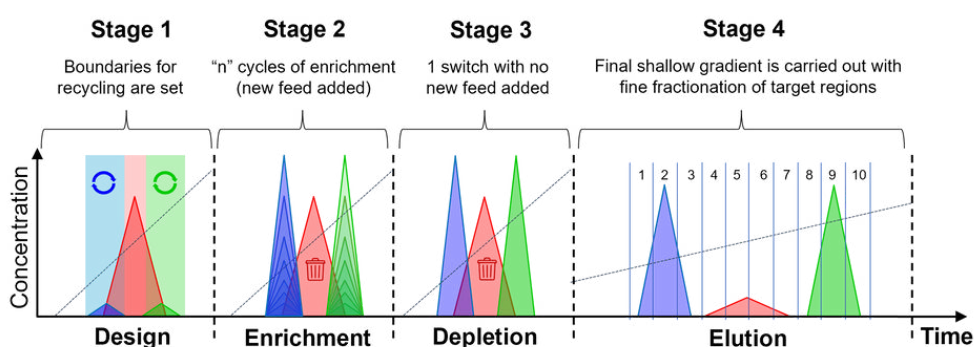 Stage 1
Boundaries for
recycling are set
Stage 2
“n” cycles of enrichment
(new feed added)
Stage 3
1 switch with no
new feed added
Stage 4
Final shallow gradient is carried out with
fine fractionation of target regions
Concentration
1 2 3 4 5 6 7 8 9 10
Design
Enrichment
Depletion
Elution
Time